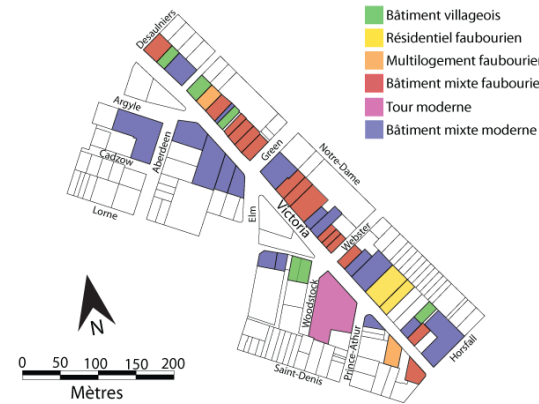 Bâtiment villageois
Résidentiel faubourien
Multilogement faubourien
Bâtiment mixte faubourien
Tour moderne
Bâtiment mixte moderne
Desaulniers
Argyle
Aberdeen
Cadzow
Lorne
Green
Notre-Dame
Elm
Victoria
Webster
Woodstock
Prince-Athur
Saint-Denis
Horsfall
N
0 50 100 150 200
Mètres